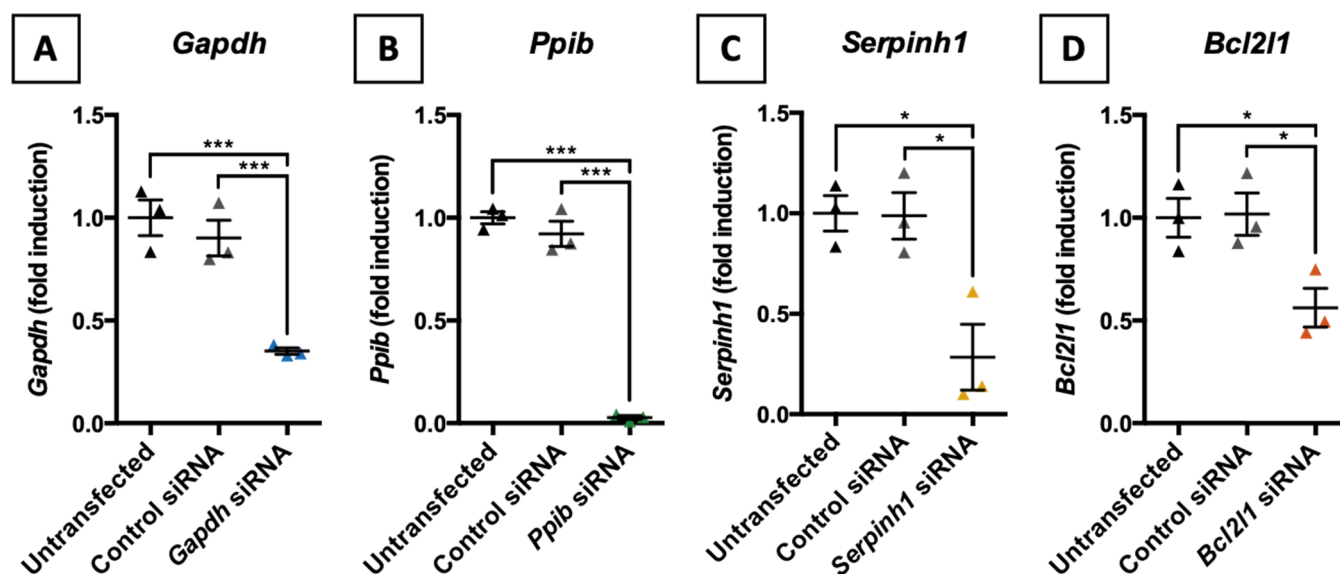 A
Gapdh
Gapdh (fold induction)
1.5
1.0
0.5
0.0
***
***
Untransfected
Control siRNA
Gapdh siRNA
B
Ppib
Ppib (fold induction)
1.5
1.0
0.5
0.0
***
***
Untransfected
Control siRNA
Ppib siRNA
C
Serpinh1
Serpinh1 (fold induction)
1.5
1.0
0.5
0.0
*
*
Untransfected
Control siRNA
Serpinh1 siRNA
D
Bcl2l1
Bcl2l1 (fold induction)
1.5
1.0
0.5
0.0
*
*
Untransfected
Control siRNA
Bcl2l1 siRNA